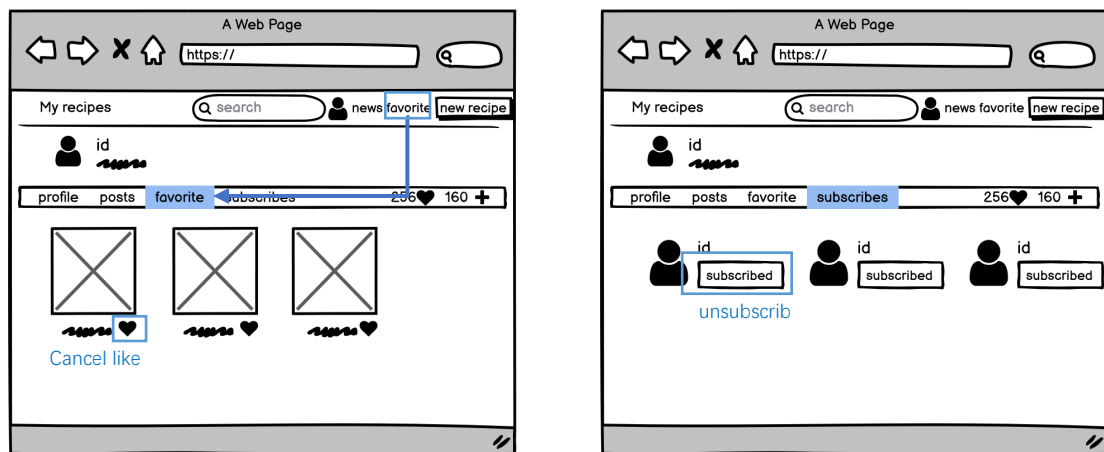 A Web Page
https://
My recipes search news favorite new recipe
id
profile posts favorite subscribes 256 160
Cancel like
A Web Page
https://
My recipes search news favorite new recipe
id
profile posts favorite subscribes 256 160
id id id
subscribed subscribed subscribed
unsubscrib